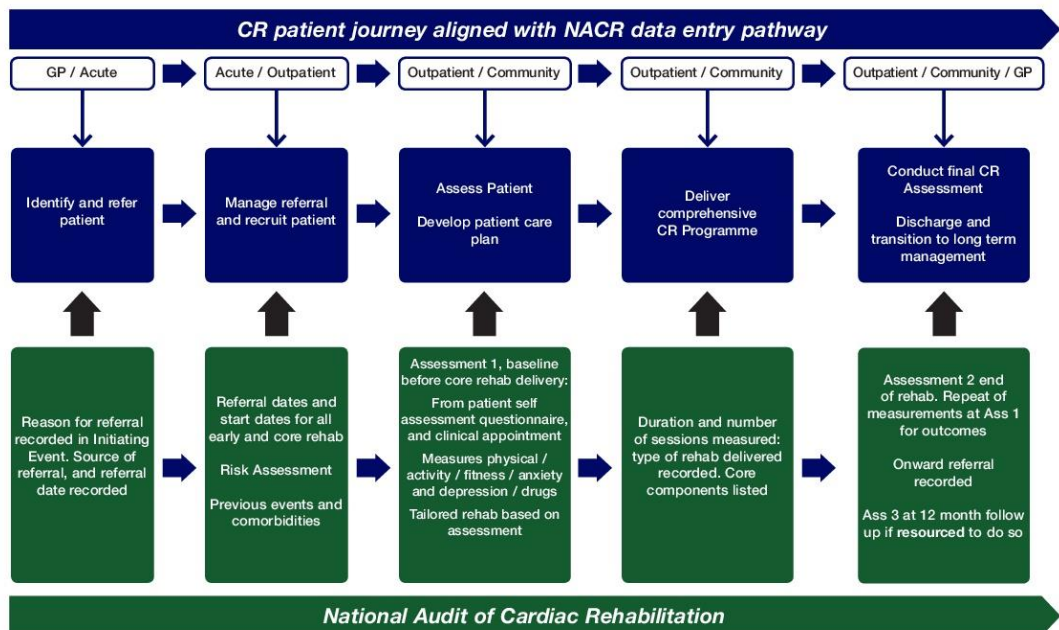 CR patient journey aligned with NACR data entry pathway
GP / Acute
Acute / Outpatient
Outpatient / Community
Outpatient / Community
Outpatient / Community / GP
Identify and refer
patient
Manage referral
and recruit patient
Assess Patient
Develop patient care
plan
Deliver
comprehensive
CR Programme
Conduct final CR
Assessment
Discharge and
transition to long term
management
Reason for referral
recorded in Initiating
Event. Source of
referral, and referral
date recorded
Referral dates and
start dates for all
early and core rehab
Risk Assessment
Previous events and
comorbidities
Assessment 1, baseline
before core rehab delivery:
From patient self
assessment questionnaire,
and clinical appointment
Measures physical /
activity / fitness / anxiety
and depression / drugs
Tailored rehab based on
assessment
Duration and number
of sessions measured:
type of rehab delivered
recorded. Core
components listed
Assessment 2 end
of rehab. Repeat of
measurements at Ass 1
for outcomes
Onward referral
recorded
Ass 3 at 12 month follow
up if resourced to do so
National Audit of Cardiac Rehabilitation